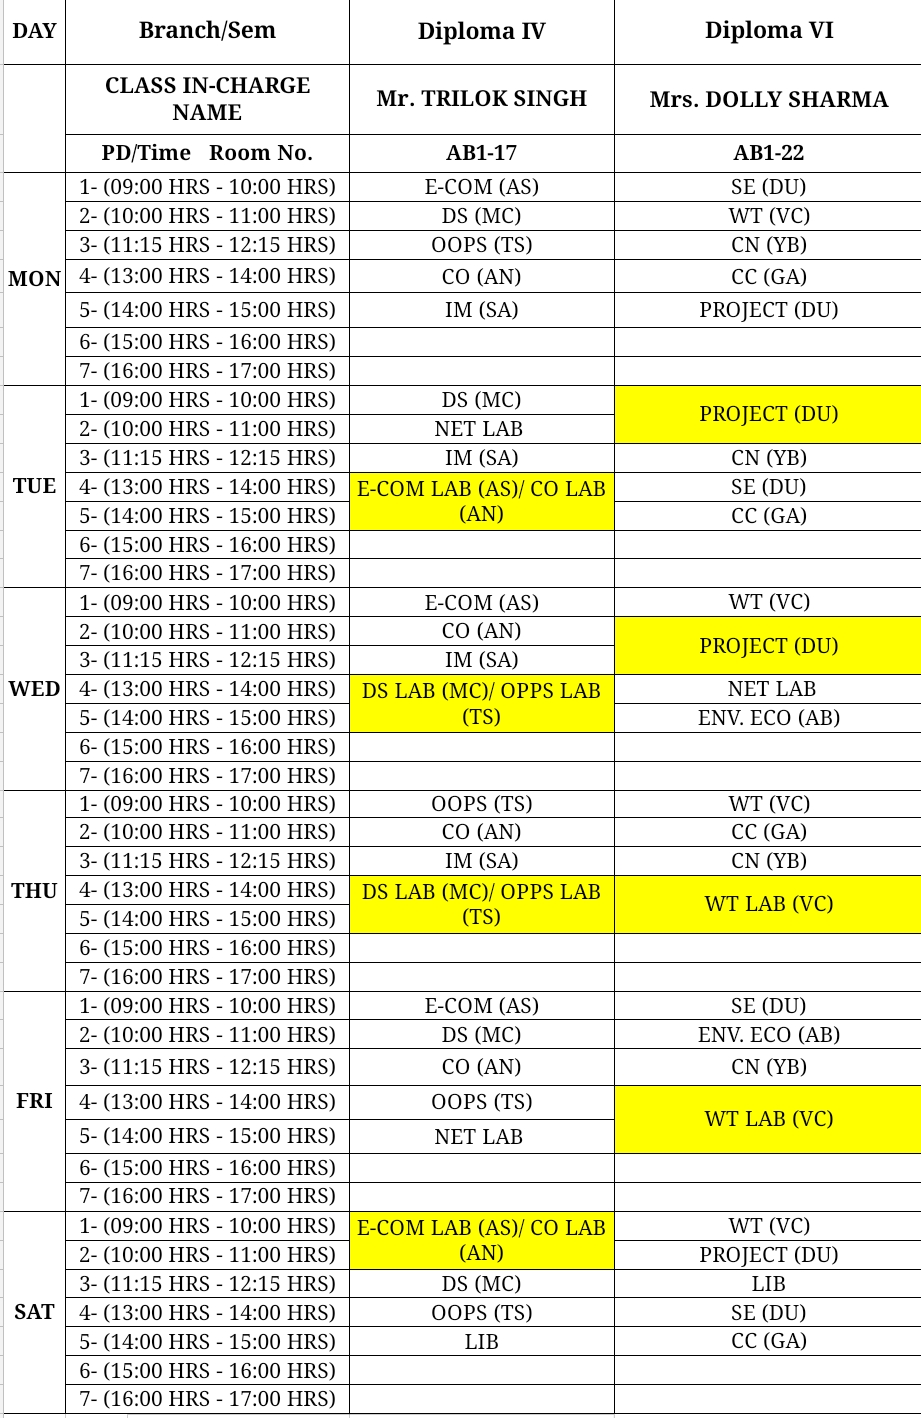 DAY Branch/Sem Diploma IV Diploma VI
CLASS IN-CHARGE
NAME Mr. TRILOK SINGH Mrs. DOLLY SHARMA
PD/Time Room No. AB1-17 AB1-22
MON
1- (09:00 HRS - 10:00 HRS) E-COM (AS) SE (DU)
2- (10:00 HRS - 11:00 HRS) DS (MC) WT (VC)
3- (11:15 HRS - 12:15 HRS) OOPS (TS) CN (YB)
4- (13:00 HRS - 14:00 HRS) CO (AN) CC (GA)
5- (14:00 HRS - 15:00 HRS) IM (SA) PROJECT (DU)
6- (15:00 HRS - 16:00 HRS)
7- (16:00 HRS - 17:00 HRS)
TUE
1- (09:00 HRS - 10:00 HRS) DS (MC) PROJECT (DU)
2- (10:00 HRS - 11:00 HRS) NET LAB
3- (11:15 HRS - 12:15 HRS) IM (SA) CN (YB)
4- (13:00 HRS - 14:00 HRS) E-COM LAB (AS)/ CO LAB SE (DU)
5- (14:00 HRS - 15:00 HRS) (AN) CC (GA)
6- (15:00 HRS - 16:00 HRS)
7- (16:00 HRS - 17:00 HRS)
WED
1- (09:00 HRS - 10:00 HRS) E-COM (AS) WT (VC)
2- (10:00 HRS - 11:00 HRS) CO (AN) PROJECT (DU)
3- (11:15 HRS - 12:15 HRS) IM (SA)
4- (13:00 HRS - 14:00 HRS) DS LAB (MC)/ OPPS LAB NET LAB
5- (14:00 HRS - 15:00 HRS) (TS) ENV. ECO (AB)
6- (15:00 HRS - 16:00 HRS)
7- (16:00 HRS - 17:00 HRS)
THU
1- (09:00 HRS - 10:00 HRS) OOPS (TS) WT (VC)
2- (10:00 HRS - 11:00 HRS) CO (AN) CC (GA)
3- (11:15 HRS - 12:15 HRS) IM (SA) CN (YB)
4- (13:00 HRS - 14:00 HRS) DS LAB (MC)/ OPPS LAB WT LAB (VC)
5- (14:00 HRS - 15:00 HRS) (TS)
6- (15:00 HRS - 16:00 HRS)
7- (16:00 HRS - 17:00 HRS)
FRI
1- (09:00 HRS - 10:00 HRS) E-COM (AS) SE (DU)
2- (10:00 HRS - 11:00 HRS) DS (MC) ENV. ECO (AB)
3- (11:15 HRS - 12:15 HRS) CO (AN) CN (YB)
4- (13:00 HRS - 14:00 HRS) OOPS (TS) WT LAB (VC)
5- (14:00 HRS - 15:00 HRS) NET LAB
6- (15:00 HRS - 16:00 HRS)
7- (16:00 HRS - 17:00 HRS)
SAT
1- (09:00 HRS - 10:00 HRS) E-COM LAB (AS)/ CO LAB WT (VC)
2- (10:00 HRS - 11:00 HRS) (AN) PROJECT (DU)
3- (11:15 HRS - 12:15 HRS) DS (MC) LIB
4- (13:00 HRS - 14:00 HRS) OOPS (TS) SE (DU)
5- (14:00 HRS - 15:00 HRS) LIB CC (GA)
6- (15:00 HRS - 16:00 HRS)
7- (16:00 HRS - 17:00 HRS)